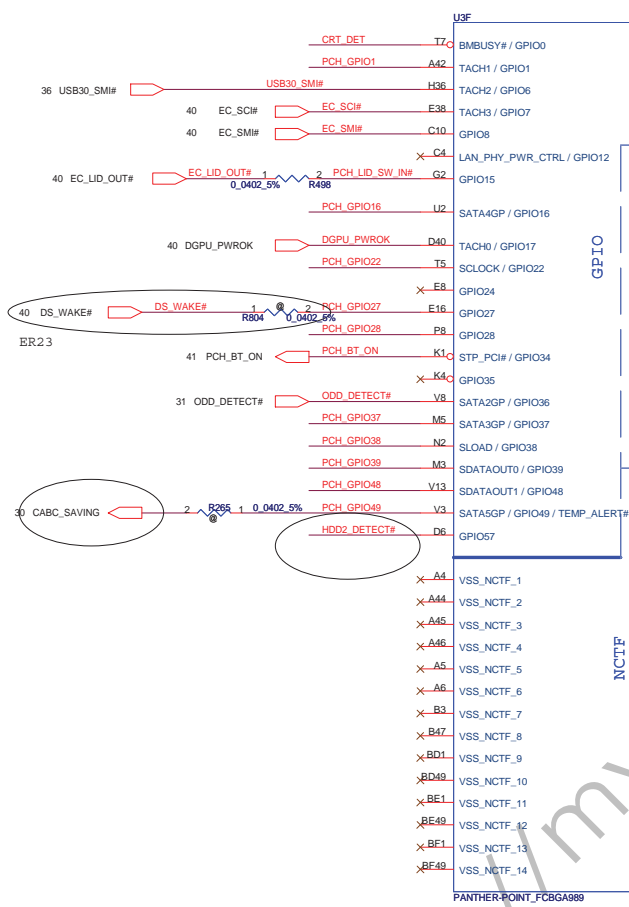 U3F
CRT_DET T7 BMBUSY# / GPIO0
PCH_GPIO1 A42 TACH1 / GPIO1
36 USB30_SMI# USB30_SMI# H36 TACH2 / GPIO6
40 EC_SCI# EC_SCI# E38 TACH3 / GPIO7
40 EC_SMI# EC_SMI# C10 GPIO8
C4 LAN_PHY_PWR_CTRL / GPIO12
40 EC_LID_OUT# EC_LID_OUT# 1 2 PCH_LID_SW_IN# G2 GPIO15
0_0402_5% R498
PCH_GPIO16 U2 SATA4GP / GPIO16
40 DGPU_PWROK DGPU_PWROK D40 TACH0 / GPIO17
PCH_GPIO22 T5 SCLOCK / GPIO22
GPIO
E8 GPIO24
40 DS_WAKE# DS_WAKE# 1 @ 2 PCH_GPIO27 E16 GPIO27
R804 0_0402_5%
ER23
PCH_GPIO28 P8 GPIO28
41 PCH_BT_ON PCH_BT_ON K1 STP_PCI# / GPIO34
K4 GPIO35
31 ODD_DETECT# ODD_DETECT# V8 SATA2GP / GPIO36
PCH_GPIO37 M5 SATA3GP / GPIO37
PCH_GPIO38 N2 SLOAD / GPIO38
PCH_GPIO39 M3 SDATAOUT0 / GPIO39
PCH_GPIO48 V13 SDATAOUT1 / GPIO48
30 CABC_SAVING 2 R265 1 0_0402_5% PCH_GPIO49 V3 SATA5GP / GPIO49 / TEMP_ALERT#
@
HDD2_DETECT# D6 GPIO57
A4 VSS_NCTF_1
A44 VSS_NCTF_2
A45 VSS_NCTF_3
A46 VSS_NCTF_4
NCTF
A5 VSS_NCTF_5
A6 VSS_NCTF_6
B3 VSS_NCTF_7
B47 VSS_NCTF_8
BD1 VSS_NCTF_9
BD49 VSS_NCTF_10
BE1 VSS_NCTF_11
BE49 VSS_NCTF_12
BF1 VSS_NCTF_13
BF49 VSS_NCTF_14
PANTHER-POINT_FCBGA989